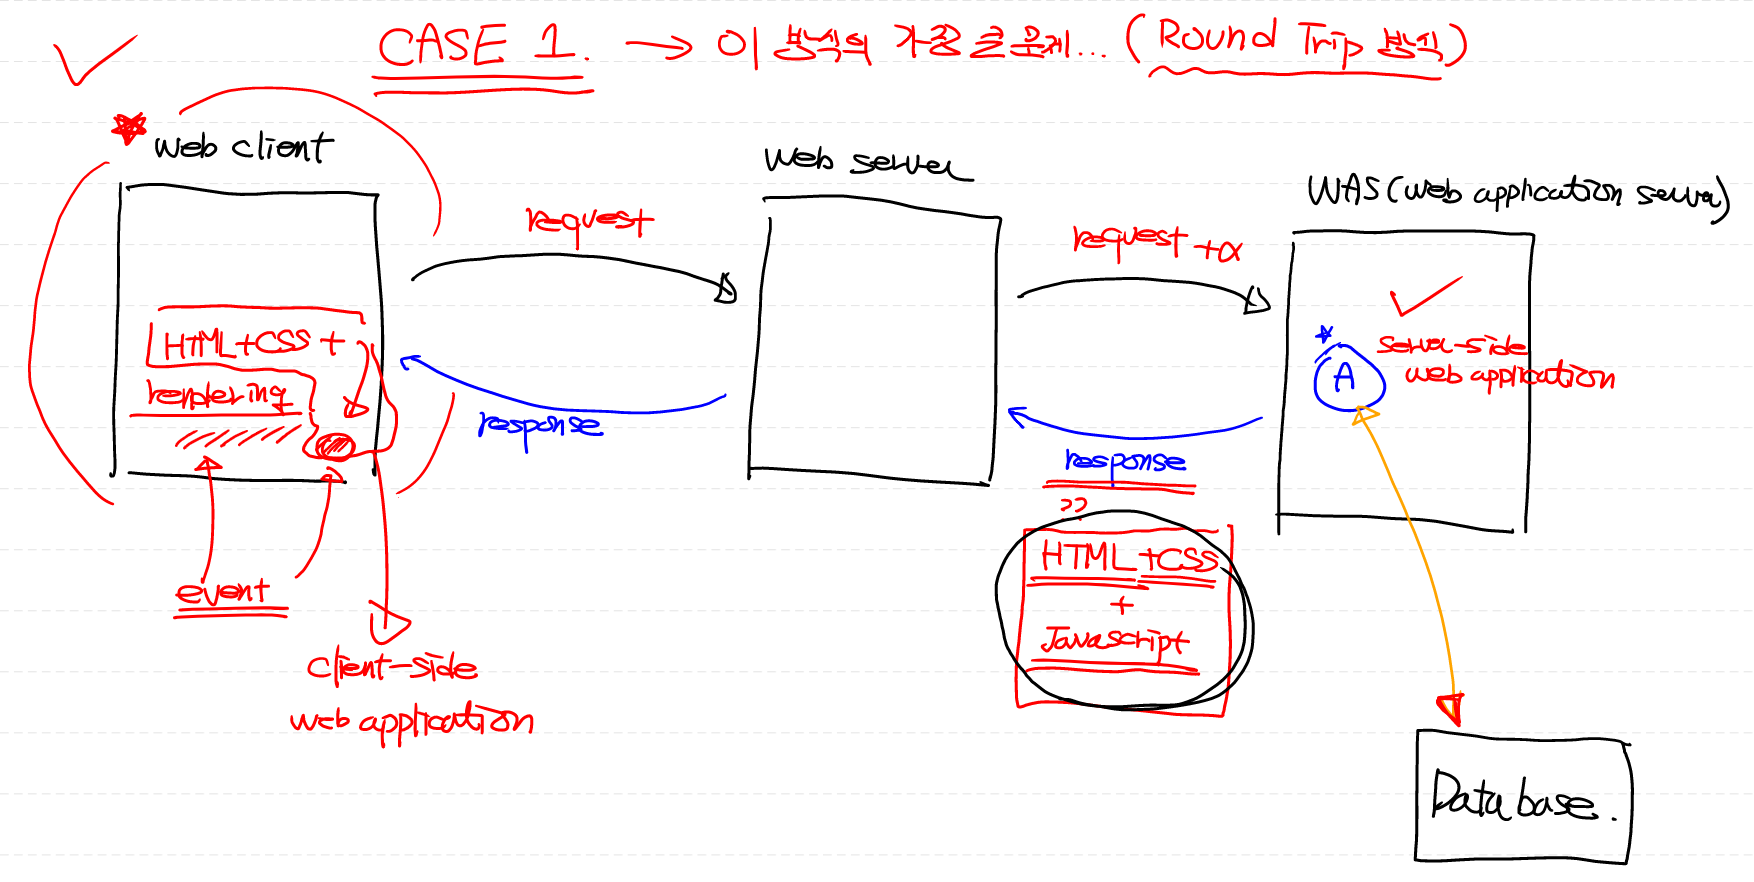 CASE 1. → 이 방식의 가장 큰 문제... (Round Trip 방식)
web client
web server
WAS (web application server)
request
request +α
HTML+CSS +
rendering
response
A
server-side
web application
response
event
HTML+CSS
+
Javascript
client-side
web application
Database.